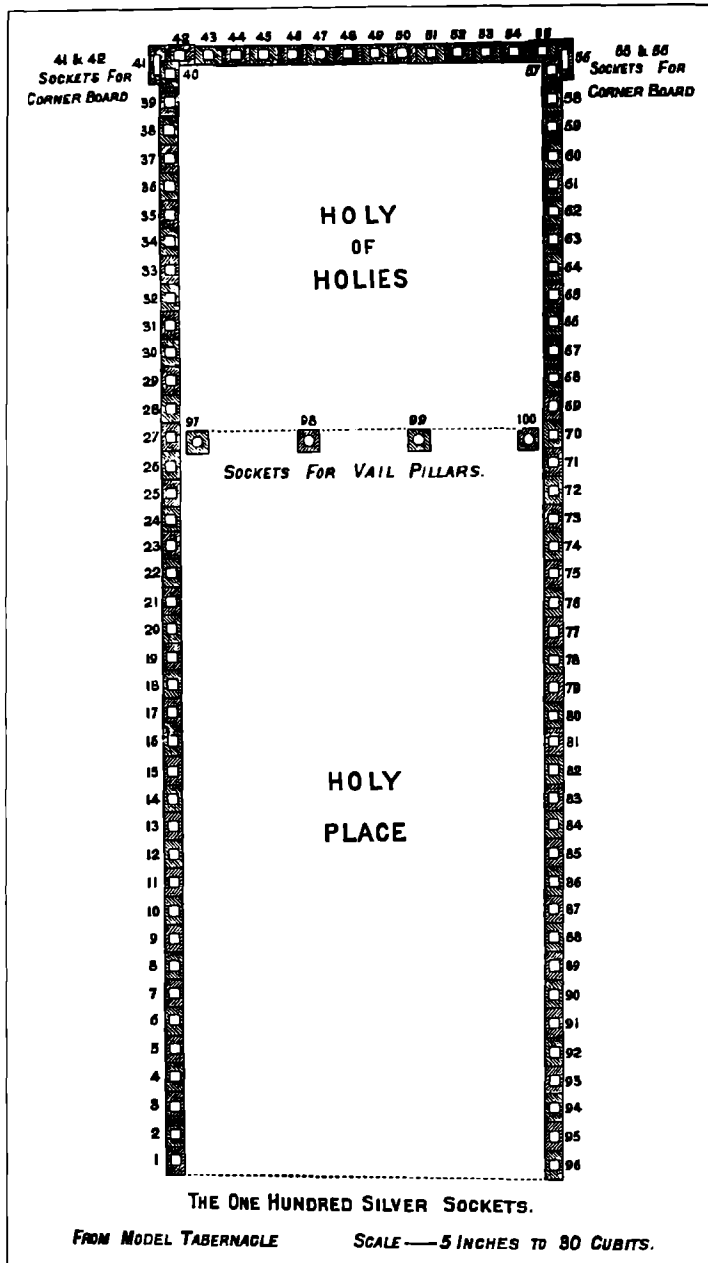 42 43 44 45 46 47 48 49 50 51 52 53 54 55
41 & 42
SOCKETS FOR
CORNER BOARD
41
40
56
57
55 & 56
SOCKETS FOR
CORNER BOARD
39 58
38 59
37 60
36 61
35 62
34 63
33 64
32 65
31 66
30 67
29 68
28 69
27 70
26 71
25 72
24 73
23 74
22 75
21 76
20 77
19 78
18 79
17 80
16 81
15 82
14 83
13 84
12 85
11 86
10 87
9 88
8 89
7 90
6 91
5 92
4 93
3 94
2 95
1 96
HOLY
OF
HOLIES
97 98 99 100
SOCKETS FOR VAIL PILLARS.
HOLY
PLACE
THE ONE HUNDRED SILVER SOCKETS.
FROM MODEL TABERNACLE SCALE — 5 INCHES TO 30 CUBITS.